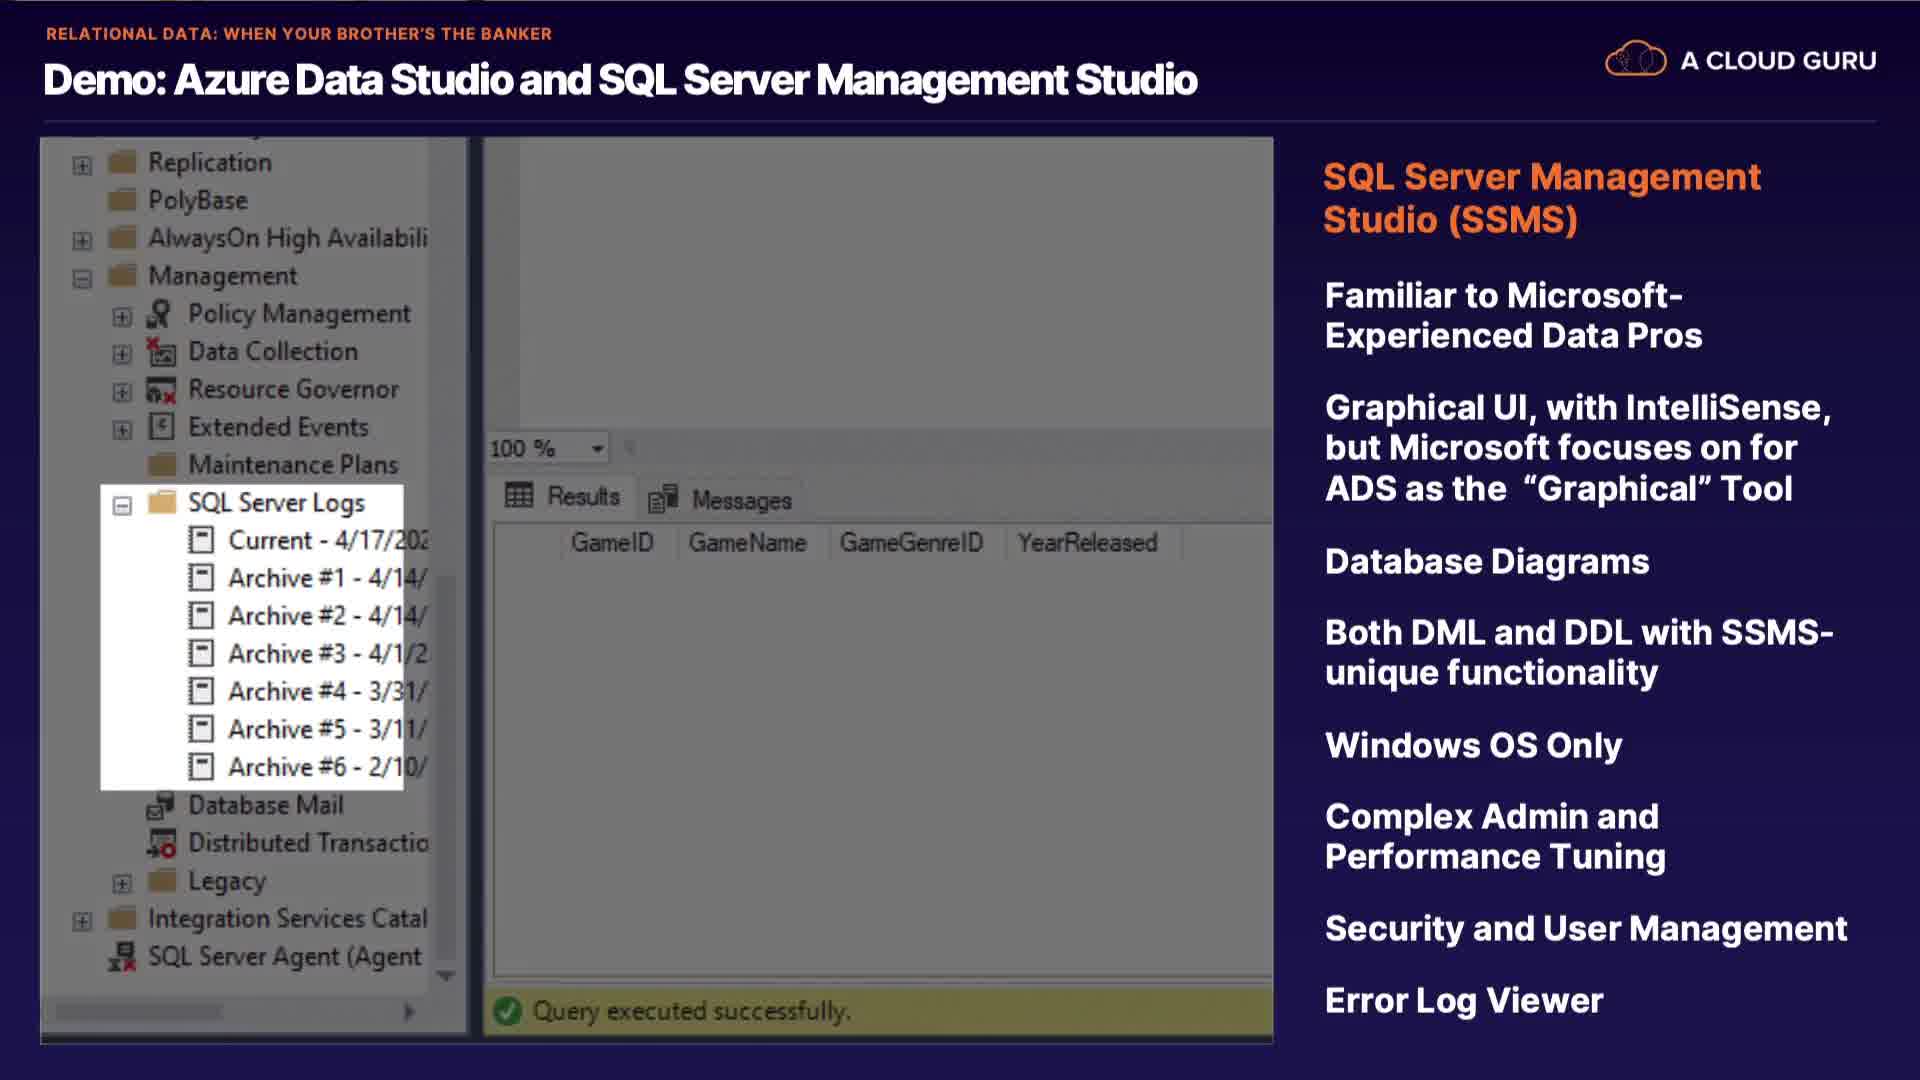 RELATIONAL DATA: WHEN YOUR BROTHER'S THE BANKER
Demo: Azure Data Studio and SQL Server Management Studio
A CLOUD GURU
Replication
PolyBase
AlwaysOn High Availabili
Management
Policy Management
Data Collection
Resource Governor
Extended Events
Maintenance Plans
SQL Server Logs
Current - 4/17/202
Archive #1 - 4/14/
Archive #2 - 4/14/
Archive #3 - 4/1/2
Archive #4 - 3/31/
Archive #5 - 3/11/
Archive #6 - 2/10/
Database Mail
Distributed Transactio
Legacy
Integration Services Catal
SQL Server Agent (Agent
100 %
Results Messages
GameID GameName GameGenreID YearReleased
Query executed successfully.
SQL Server Management
Studio (SSMS)
Familiar to Microsoft-
Experienced Data Pros
Graphical UI, with IntelliSense,
but Microsoft focuses on for
ADS as the “Graphical” Tool
Database Diagrams
Both DML and DDL with SSMS-
unique functionality
Windows OS Only
Complex Admin and
Performance Tuning
Security and User Management
Error Log Viewer